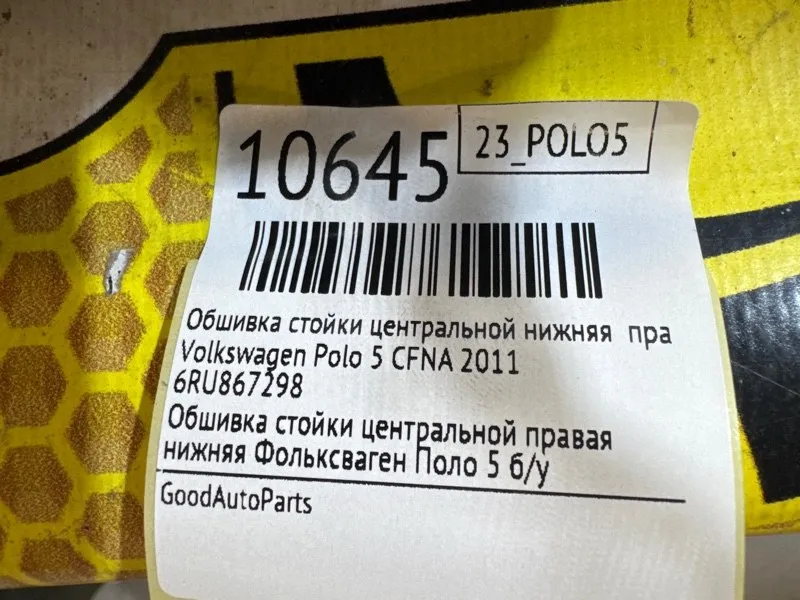 10645
23_POLO5
Обшивка стойки центральной нижняя пра
Volkswagen Polo 5 CFNA 2011
6RU867298
Обшивка стойки центральной правая
нижняя Фольксваген Поло 5 б/у
GoodAutoParts